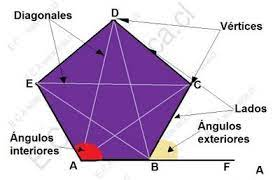 D
Diagonales
Vértices
E
C
Lados
Ángulos
interiores
Ángulos
exteriores
A
B
F
A